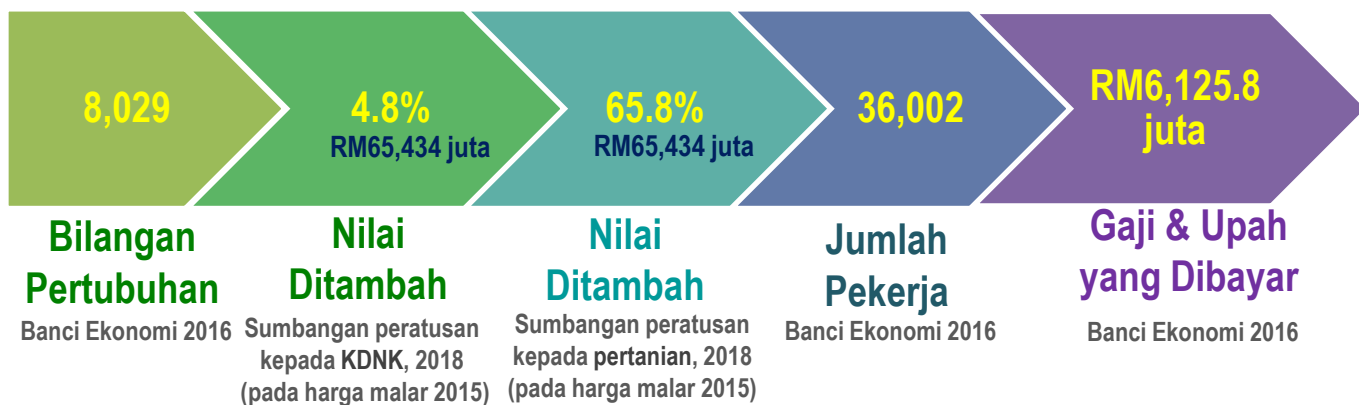 8,029
4.8%
RM65,434 juta
65.8%
RM65,434 juta
36,002
RM6,125.8
juta
Bilangan
Pertubuhan
Banci Ekonomi 2016
Nilai
Ditambah
Sumbangan peratusan
kepada KDNK, 2018
(pada harga malar 2015)
Nilai
Ditambah
Sumbangan peratusan
kepada pertanian, 2018
(pada harga malar 2015)
Jumlah
Pekerja
Banci Ekonomi 2016
Gaji & Upah
yang Dibayar
Banci Ekonomi 2016